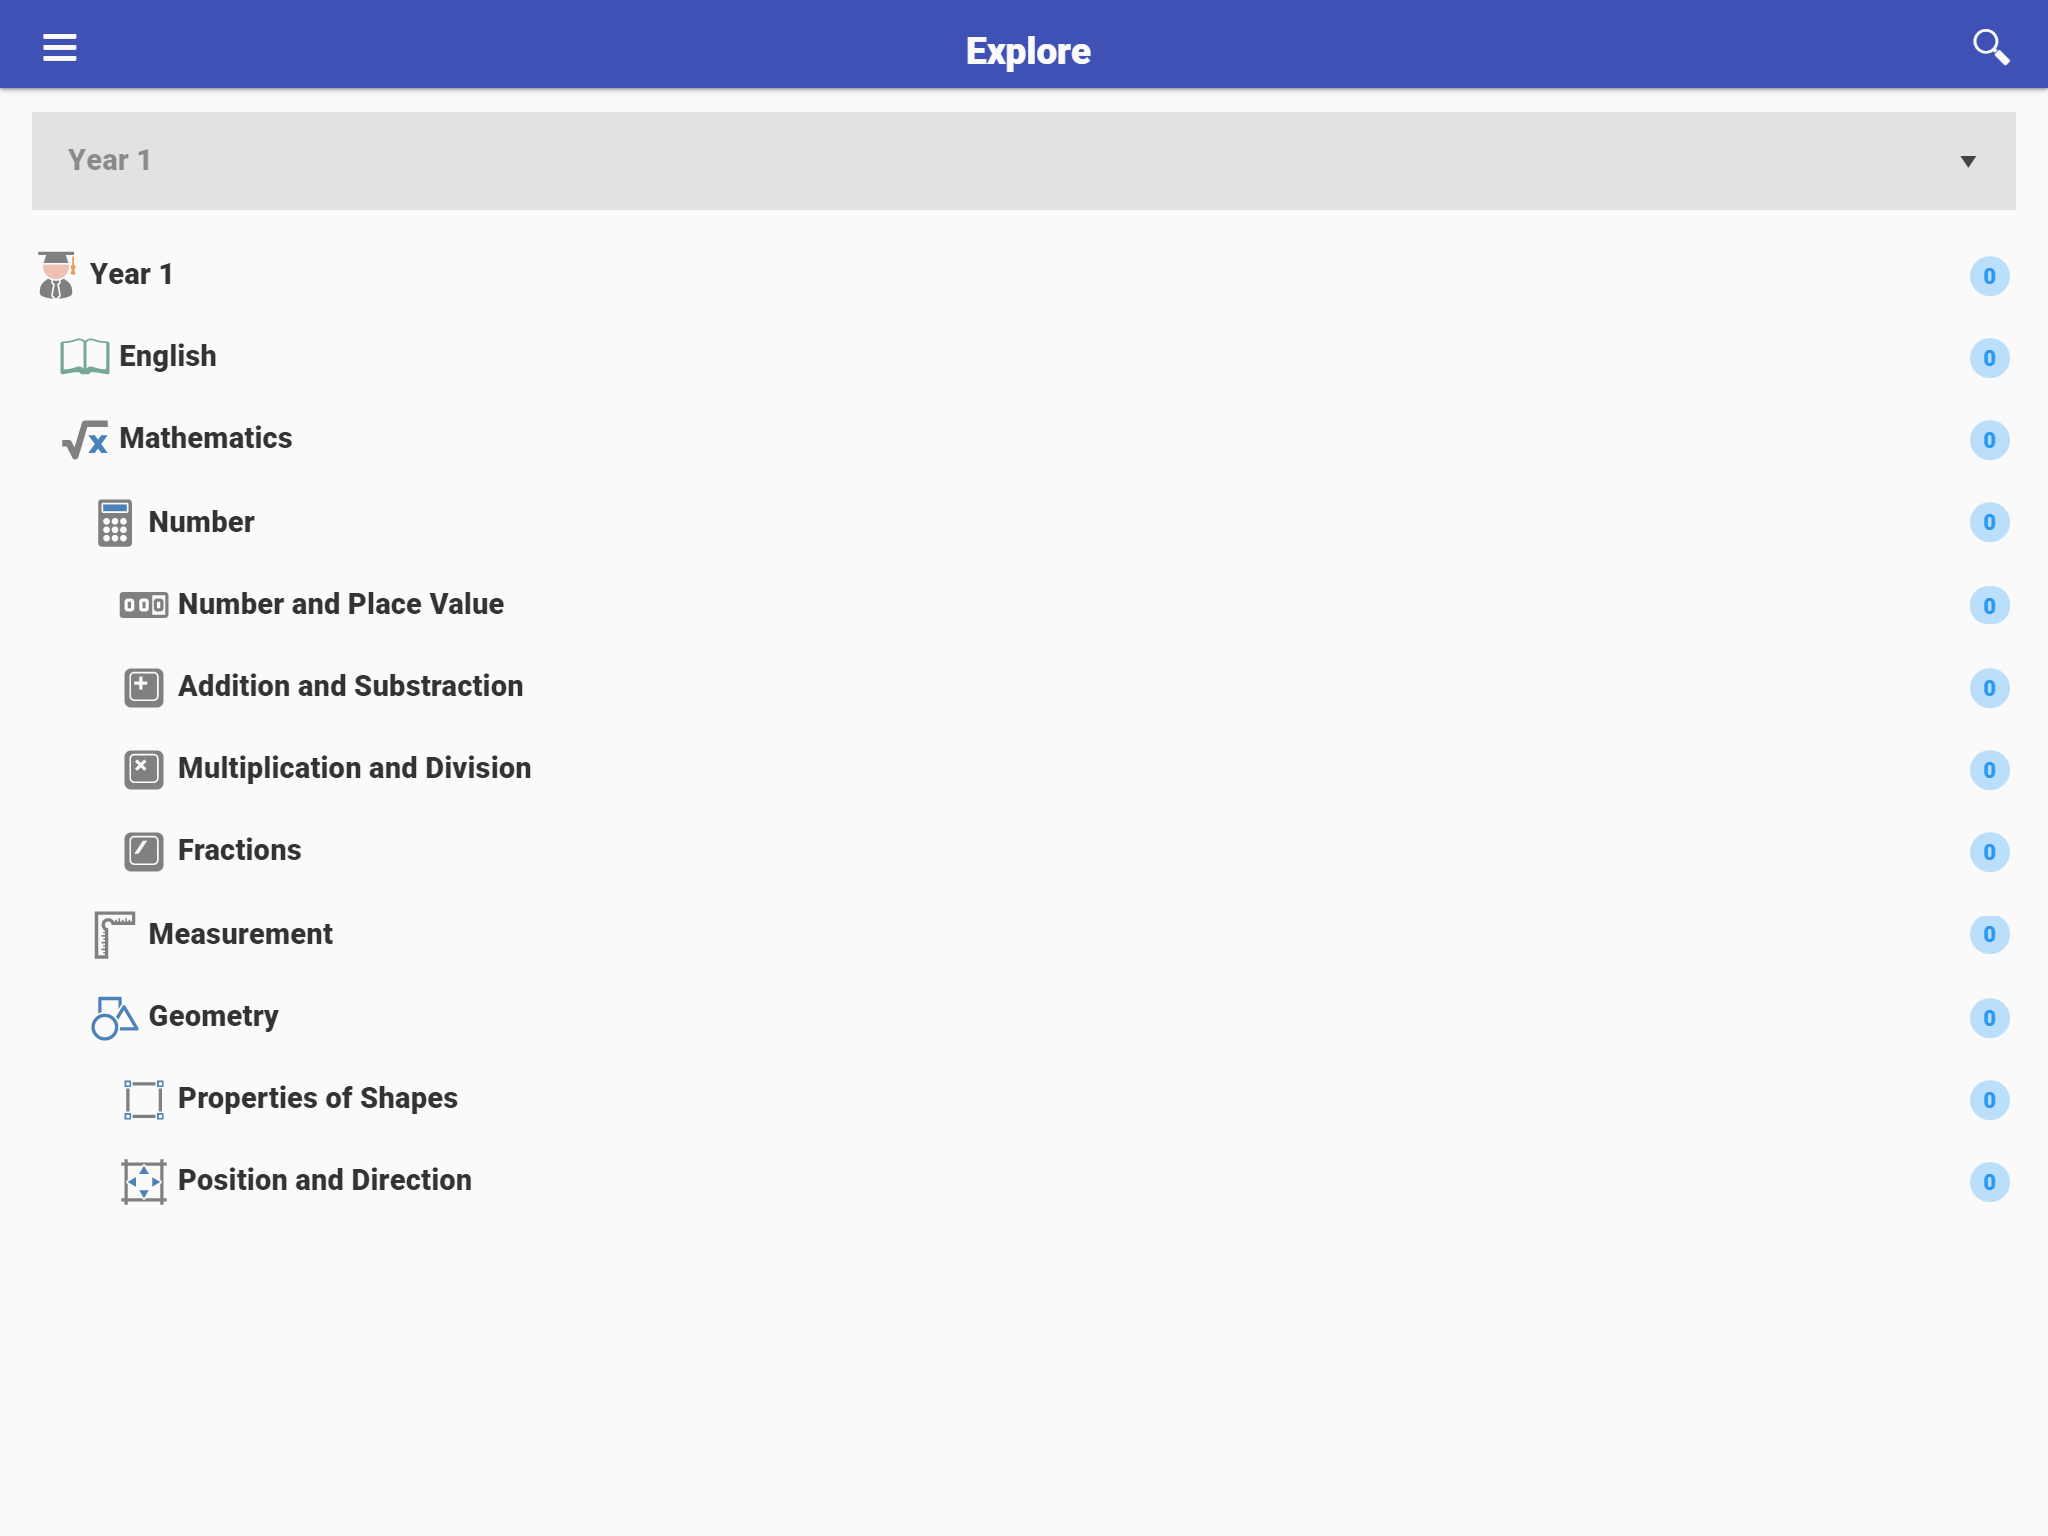 Explore
Year 1
Year 1 0
English 0
Mathematics 0
Number 0
Number and Place Value 0
Addition and Substraction 0
Multiplication and Division 0
Fractions 0
Measurement 0
Geometry 0
Properties of Shapes 0
Position and Direction 0